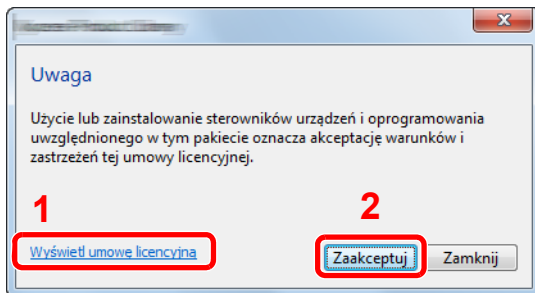 Uwaga
Użycie lub zainstalowanie sterowników urządzeń i oprogramowania
uwzględnionego w tym pakiecie oznacza akceptację warunków i
zastrzeżeń tej umowy licencyjnej.
1
2
Wyświetl umowę licencyjną
Zaakceptuj Zamknij